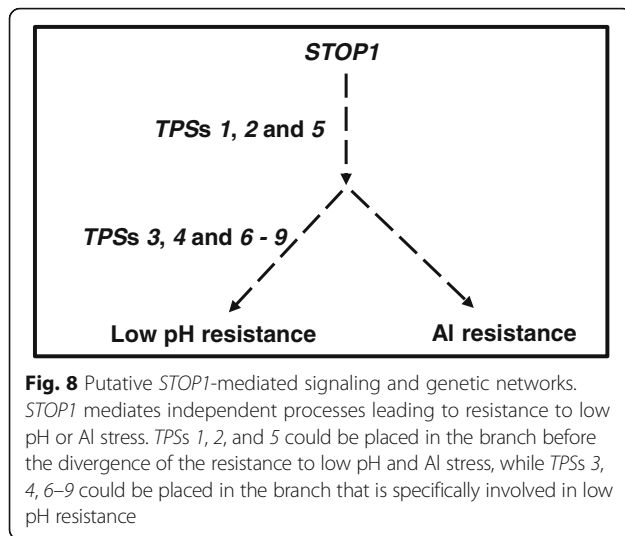 STOP1
TPSs 1, 2 and 5
TPSs 3, 4 and 6 - 9
Low pH resistance Al resistance
Fig. 8 Putative STOP1-mediated signaling and genetic networks.
STOP1 mediates independent processes leading to resistance to low
pH or Al stress. TPSs 1, 2, and 5 could be placed in the branch before
the divergence of the resistance to low pH and Al stress, while TPSs 3,
4, 6–9 could be placed in the branch that is specifically involved in low
pH resistance